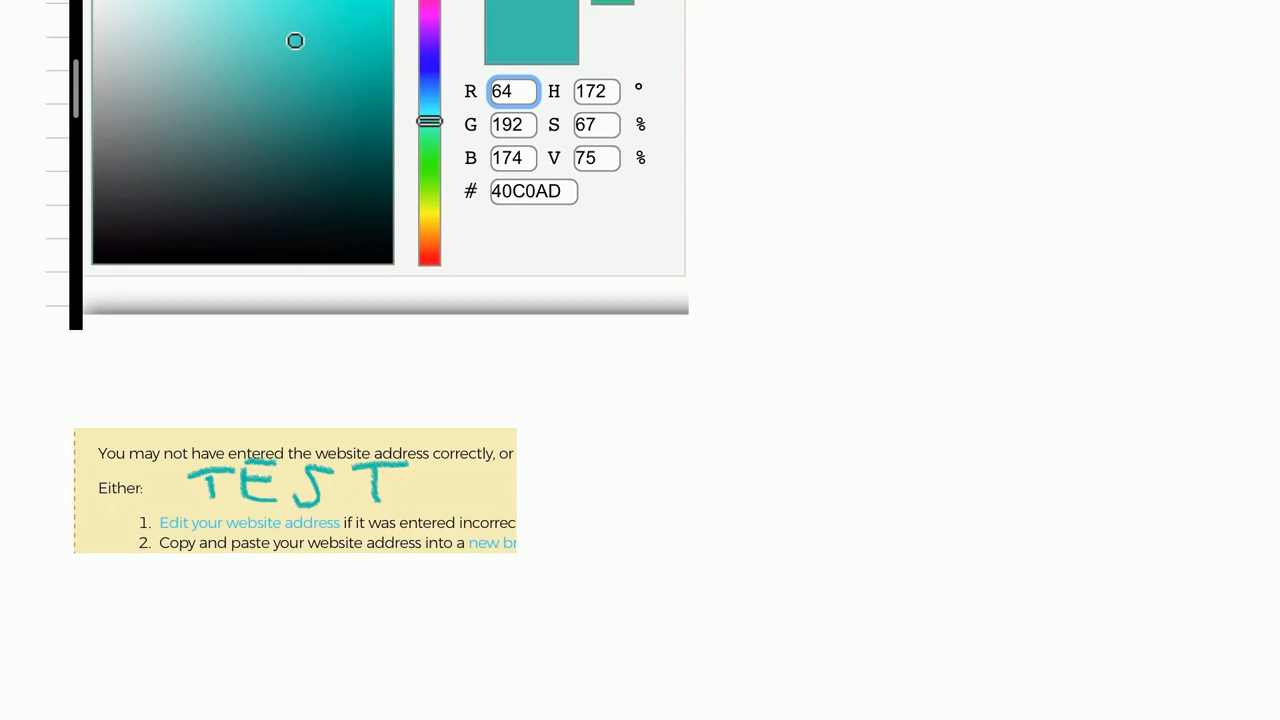 R 64 H 172 °
G 192 S 67 %
B 174 V 75 %
# 40C0AD
You may not have entered the website address correctly, or
TEST
Either:
1. Edit your website address if it was entered incorrec
2. Copy and paste your website address into a new br